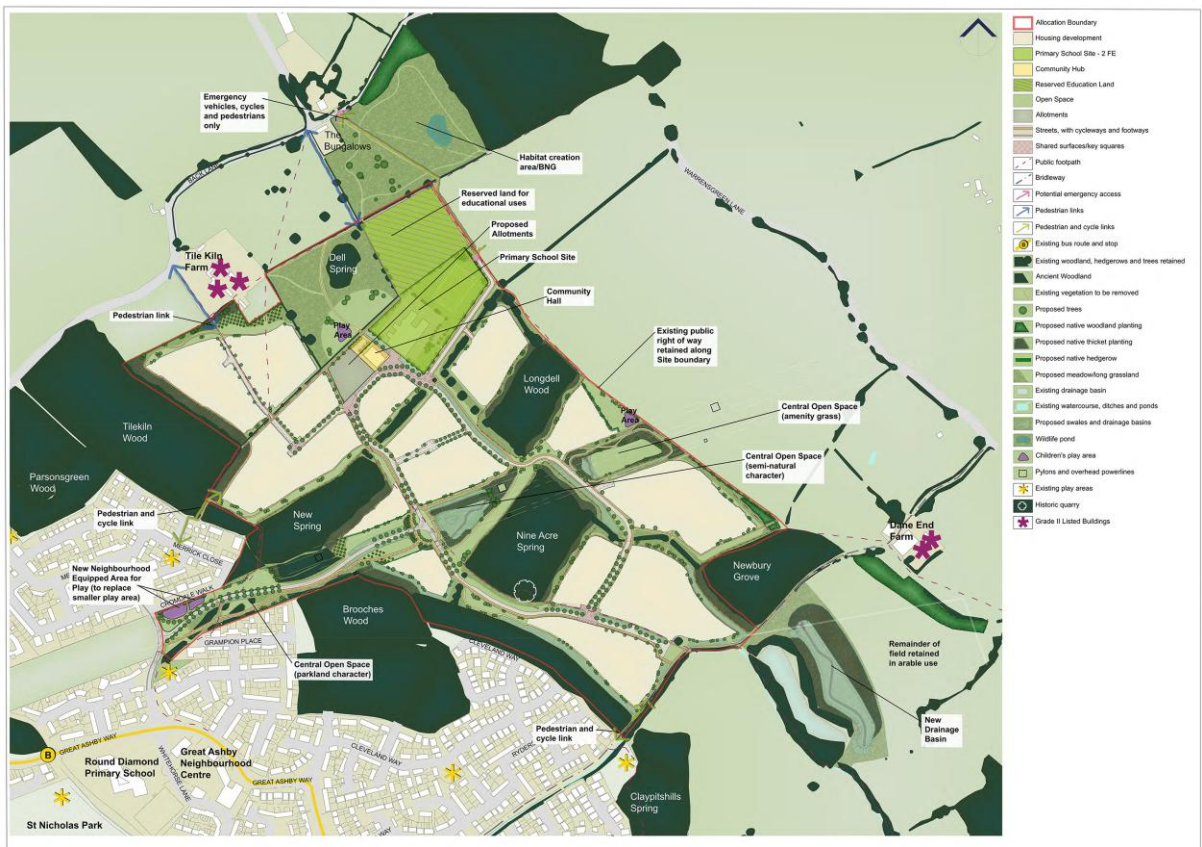 Emergency
vehicles, cycles
and pedestrians
only
The
Bungalows
Habitat creation
area/BNG
BACK LANE
WARRENSGREEN LANE
Reserved land for
educational uses
Proposed
Allotments
Primary School Site
Community
Hall
Tile Kiln
Farm
Dell
Spring
Play
Area
Pedestrian link
Existing public
right of way
retained along
Site boundary
Longdell
Wood
Play
Area
Central Open Space
(amenity grass)
Central Open Space
(semi-natural
character)
Tilekiln
Wood
Parsonsgreen
Wood
Pedestrian and
cycle link
New
Spring
Nine Acre
Spring
Newbury
Grove
Dane End
Farm
MERRICK CLOSE
New Neighbourhood
Equipped Area for
Play (to replace
smaller play area)
CROMDALE WALK
Brooches
Wood
GRAMPION PLACE
CLEVELAND WAY
Central Open Space
(parkland character)
Remainder of
field retained
in arable use
New
Drainage
Basin
Pedestrian and
cycle link
B
GREAT ASHBY WAY
Round Diamond
Primary School
WHITEHORSE LANE
Great Ashby
Neighbourhood
Centre
GREAT ASHBY WAY
CLEVELAND WAY
Claypitshills
Spring
St Nicholas Park
Allocation Boundary
Housing development
Primary School Site - 2 FE
Community Hub
Reserved Education Land
Open Space
Allotments
Streets, with cycleways and footways
Shared surfaces/key squares
Public footpath
Bridleway
Potential emergency access
Pedestrian links
Pedestrian and cycle links
B Existing bus route and stop
Existing woodland, hedgerows and trees retained
Ancient Woodland
Existing vegetation to be removed
Proposed trees
Proposed native woodland planting
Proposed native thicket planting
Proposed native hedgerow
Proposed meadow/long grassland
Existing drainage basin
Existing watercourse, ditches and ponds
Proposed swales and drainage basins
Wildlife pond
Children's play area
Pylons and overhead powerlines
Existing play areas
Historic quarry
Grade II Listed Buildings